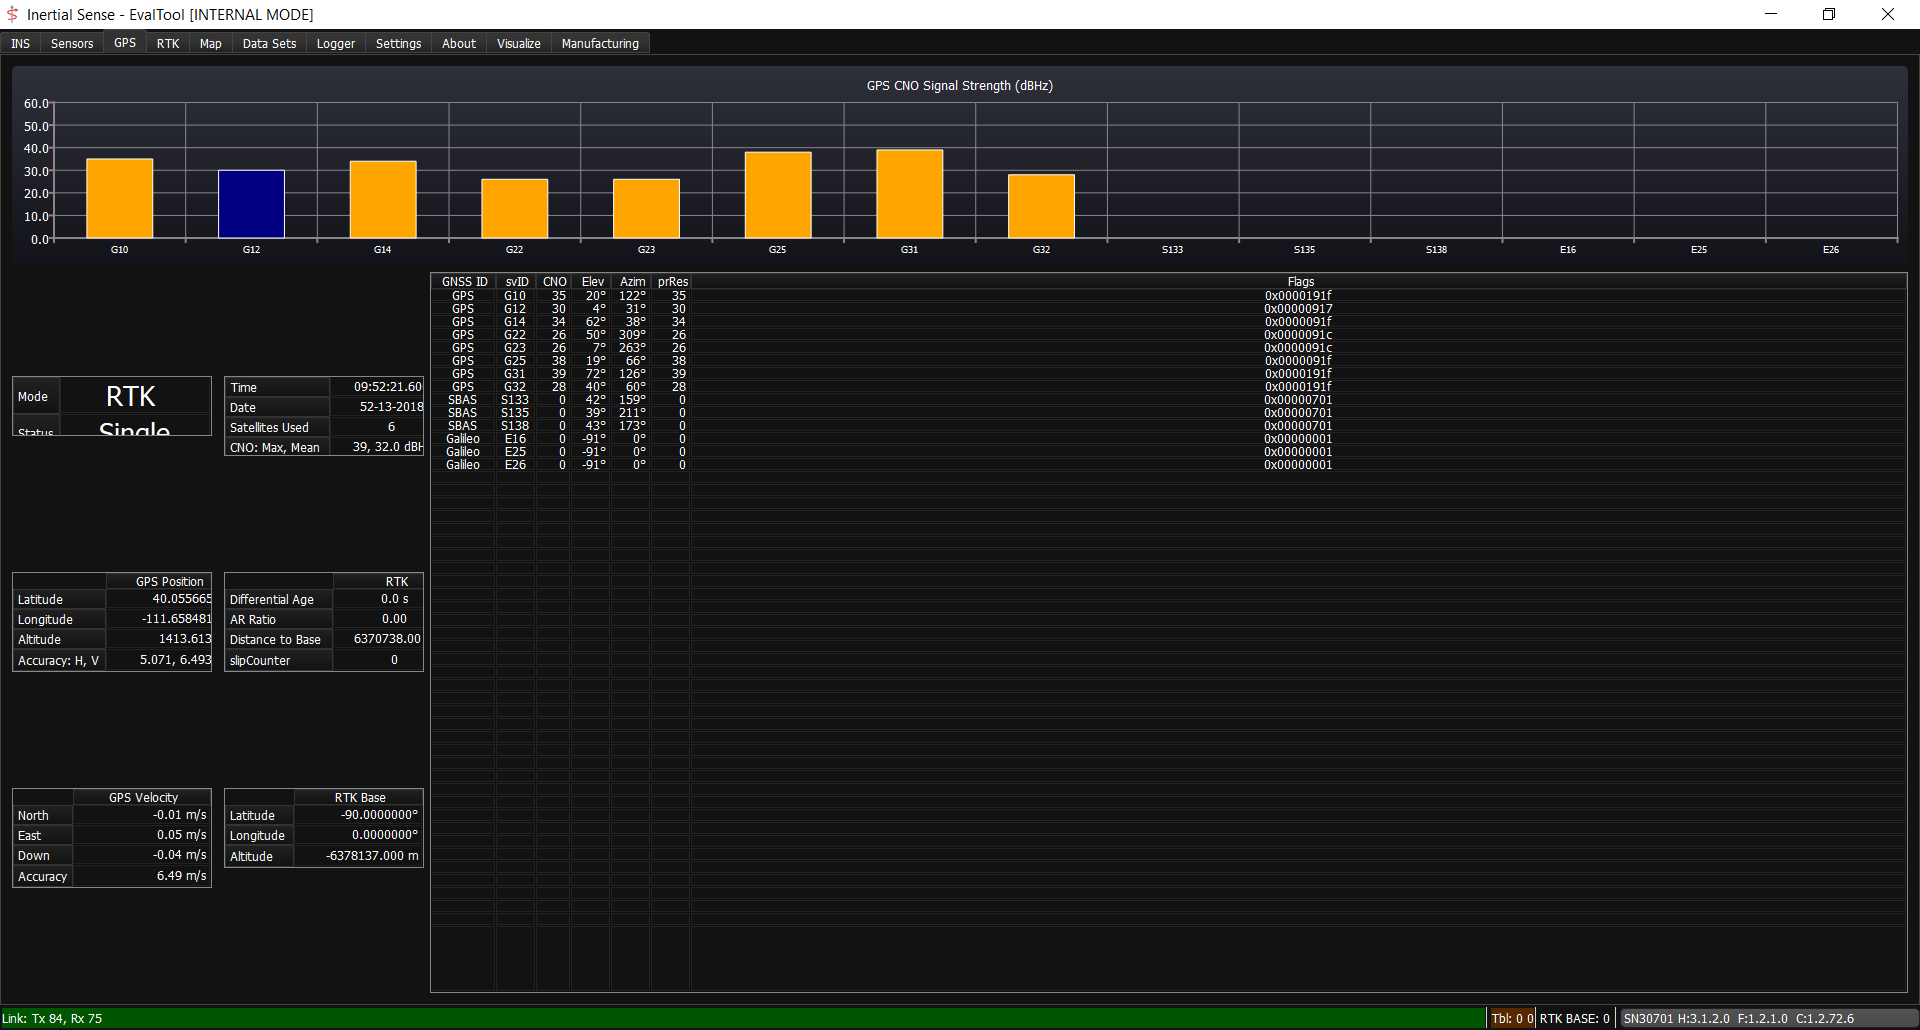 Inertial Sense - EvalTool [INTERNAL MODE]
INS Sensors GPS RTK Map Data Sets Logger Settings About Visualize Manufacturing
GPS CNO Signal Strength (dBHz)
60.0
50.0
40.0
30.0
20.0
10.0
0.0
G10 G12 G14 G22 G23 G25 G31 G32 S133 S135 S138 E16 E25 E26
Mode RTK
Status Single
Time 09:52:21.60
Date 52-13-2018
Satellites Used 6
CNO: Max, Mean 39, 32.0 dBH
GPS Position
Latitude 40.055665
Longitude -111.658481
Altitude 1413.613
Accuracy: H, V 5.071, 6.493
RTK
Differential Age 0.0 s
AR Ratio 0.00
Distance to Base 6370738.00
slipCounter 0
GPS Velocity
North -0.01 m/s
East 0.05 m/s
Down -0.04 m/s
Accuracy 6.49 m/s
RTK Base
Latitude -90.0000000°
Longitude 0.0000000°
Altitude -6378137.000 m
GNSS ID svID CNO Elev Azim prRes Flags
GPS G10 35 20° 122° 35 0x0000191f
GPS G12 30 4° 31° 30 0x00000917
GPS G14 34 62° 38° 34 0x0000091f
GPS G22 26 50° 309° 26 0x0000091c
GPS G23 26 7° 263° 26 0x0000091c
GPS G25 38 19° 66° 38 0x0000091f
GPS G31 39 72° 126° 39 0x0000191f
GPS G32 28 40° 60° 28 0x0000191f
SBAS S133 0 42° 159° 0 0x00000701
SBAS S135 0 39° 211° 0 0x00000701
SBAS S138 0 43° 173° 0 0x00000701
Galileo E16 0 -91° 0° 0 0x00000001
Galileo E25 0 -91° 0° 0 0x00000001
Galileo E26 0 -91° 0° 0 0x00000001
Link: Tx 84, Rx 75
Tbl: 0 0
RTK BASE: 0
SN30701 H:3.1.2.0 F:1.2.1.0 C:1.2.72.6